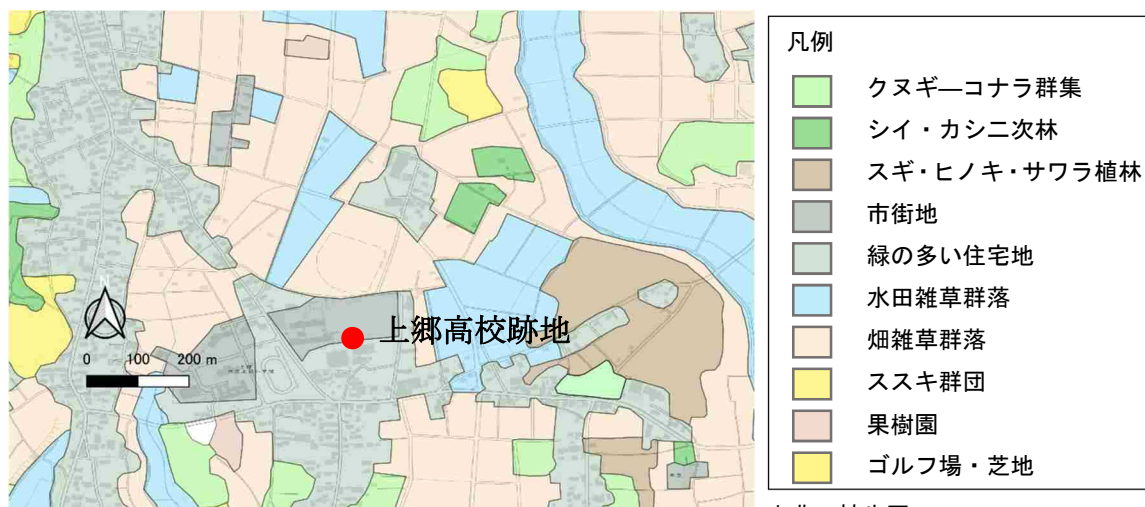 凡例
クヌギ―コナラ群集
シイ・カシ二次林
スギ・ヒノキ・サワラ植林
市街地
緑の多い住宅地
水田雑草群落
畑雑草群落
ススキ群団
果樹園
ゴルフ場・芝地
上郷高校跡地
0 100 200 m